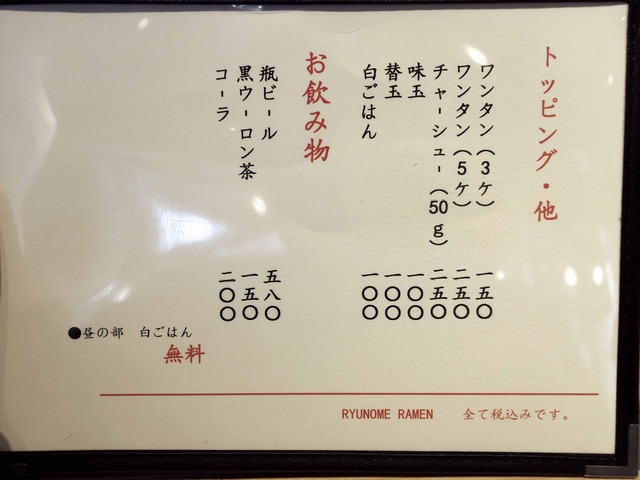 トッピング・他
ワンタン（3ケ） 一五〇
ワンタン（5ケ） 二五〇
チャーシュー（50g） 二五〇
味玉 一〇〇
替玉 一〇〇
白ごはん 一〇〇
お飲み物
瓶ビール 五八〇
黒ウーロン茶 一五〇
コーラ 二〇〇
●昼の部 白ごはん
無料
RYUNOME RAMEN 全て税込みです。